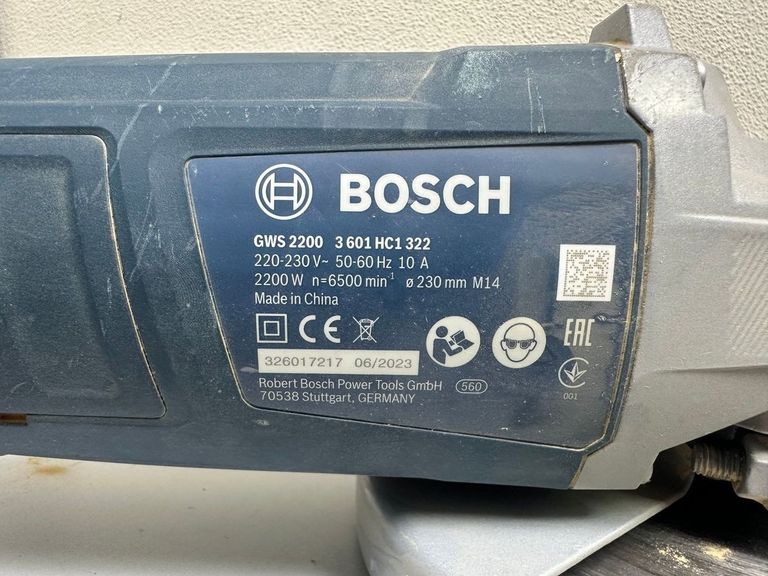 BOSCH
GWS 2200 3 601 HC1 322
220-230 V~ 50-60 Hz 10 A
2200 W n=6500 min⁻¹ ø 230 mm M14
Made in China
CE
EAC
326017217 06/2023
001
Robert Bosch Power Tools GmbH 560
70538 Stuttgart, GERMANY